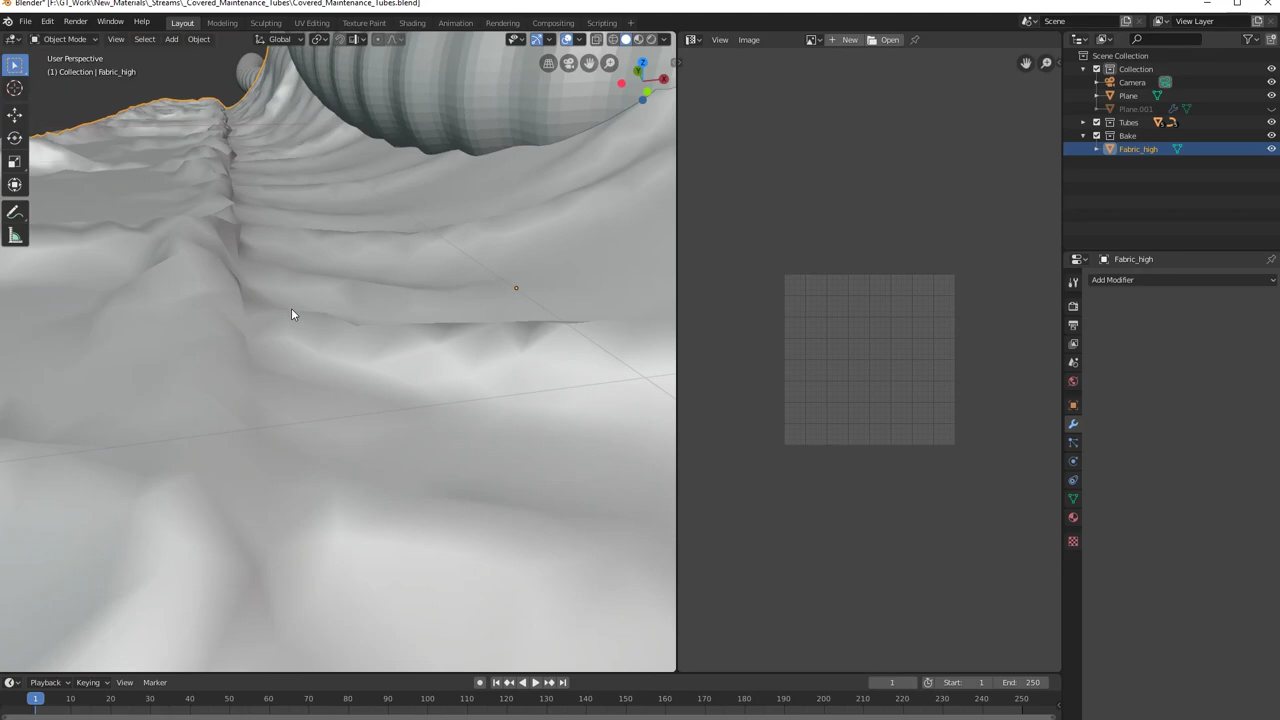 Blender* [F:\GT_Work\New_Materials\_Streams\_Covered_Maintenance_Tubes\Covered_Maintenance_Tubes.blend]
File Edit Render Window Help Layout Modeling Sculpting UV Editing Texture Paint Shading Animation Rendering Compositing Scripting Scene View Layer
Object Mode View Select Add Object Global View Image New Open
User Perspective
(1) Collection | Fabric_high
Z
Y
X
Scene Collection
Collection
Camera
Plane
Plane.001
Tubes
Bake
Fabric_high
Fabric_high
Add Modifier
Playback Keying View Marker 1 Start: 1 End: 250
1 10 20 30 40 50 60 70 80 90 100 110 120 130 140 150 160 170 180 190 200 210 220 230 240 250